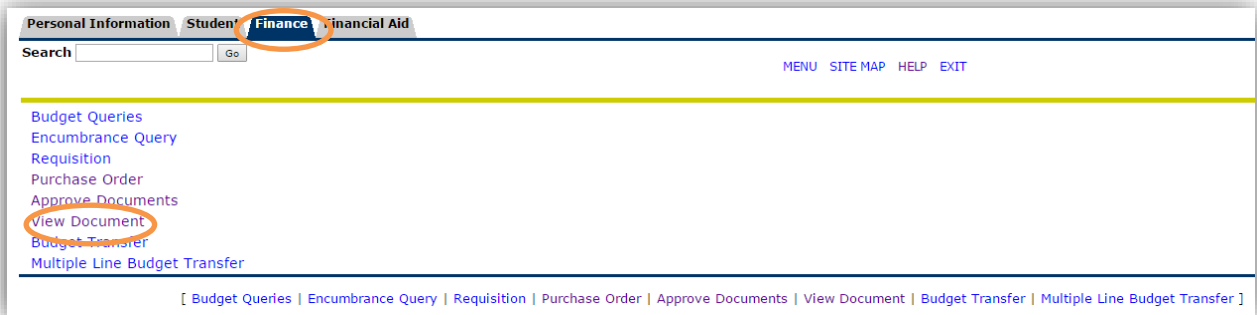 Personal Information Student Finance Financial Aid
Search Go
MENU SITE MAP HELP EXIT
Budget Queries
Encumbrance Query
Requisition
Purchase Order
Approve Documents
View Document
Budget Transfer
Multiple Line Budget Transfer
[ Budget Queries | Encumbrance Query | Requisition | Purchase Order | Approve Documents | View Document | Budget Transfer | Multiple Line Budget Transfer ]